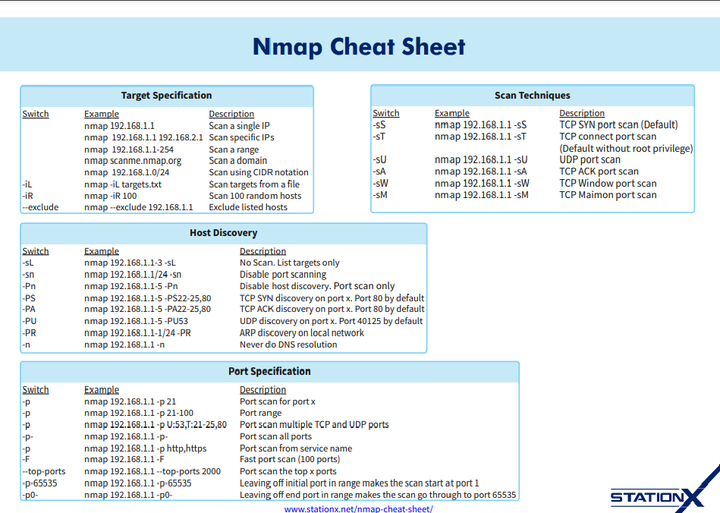 Nmap Cheat Sheet
Target Specification
Switch Example Description
nmap 192.168.1.1 Scan a single IP
nmap 192.168.1.1 192.168.2.1 Scan specific IPs
nmap 192.168.1.1-254 Scan a range
nmap scanme.nmap.org Scan a domain
nmap 192.168.1.0/24 Scan using CIDR notation
-iL nmap -iL targets.txt Scan targets from a file
-iR nmap -iR 100 Scan 100 random hosts
--exclude nmap --exclude 192.168.1.1 Exclude listed hosts
Scan Techniques
Switch Example Description
-sS nmap 192.168.1.1 -sS TCP SYN port scan (Default)
-sT nmap 192.168.1.1 -sT TCP connect port scan
(Default without root privilege)
-sU nmap 192.168.1.1 -sU UDP port scan
-sA nmap 192.168.1.1 -sA TCP ACK port scan
-sW nmap 192.168.1.1 -sW TCP Window port scan
-sM nmap 192.168.1.1 -sM TCP Maimon port scan
Host Discovery
Switch Example Description
-sL nmap 192.168.1.1-3 -sL No Scan. List targets only
-sn nmap 192.168.1.1/24 -sn Disable port scanning
-Pn nmap 192.168.1.1-5 -Pn Disable host discovery. Port scan only
-PS nmap 192.168.1.1-5 -PS22-25,80 TCP SYN discovery on port x. Port 80 by default
-PA nmap 192.168.1.1-5 -PA22-25,80 TCP ACK discovery on port x. Port 80 by default
-PU nmap 192.168.1.1-5 -PU53 UDP discovery on port x. Port 40125 by default
-PR nmap 192.168.1.1-1/24 -PR ARP discovery on local network
-n nmap 192.168.1.1 -n Never do DNS resolution
Port Specification
Switch Example Description
-p nmap 192.168.1.1 -p 21 Port scan for port x
-p nmap 192.168.1.1 -p 21-100 Port range
-p nmap 192.168.1.1 -p U:53,T:21-25,80 Port scan multiple TCP and UDP ports
-p- nmap 192.168.1.1 -p- Port scan all ports
-p nmap 192.168.1.1 -p http,https Port scan from service name
-F nmap 192.168.1.1 -F Fast port scan (100 ports)
--top-ports nmap 192.168.1.1 --top-ports 2000 Port scan the top x ports
-p-65535 nmap 192.168.1.1 -p-65535 Leaving off initial port in range makes the scan start at port 1
-p0- nmap 192.168.1.1 -p0- Leaving off end port in range makes the scan go through to port 65535
www.stationx.net/nmap-cheat-sheet/
STATIONX